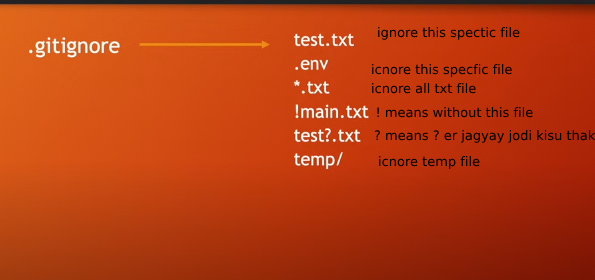 .gitignore
test.txt ignore this spectic file
.env icnore this specfic file
*.txt icnore all txt file
!main.txt ! means without this file
test?.txt ? means ? er jagyay jodi kisu thak
temp/ icnore temp file